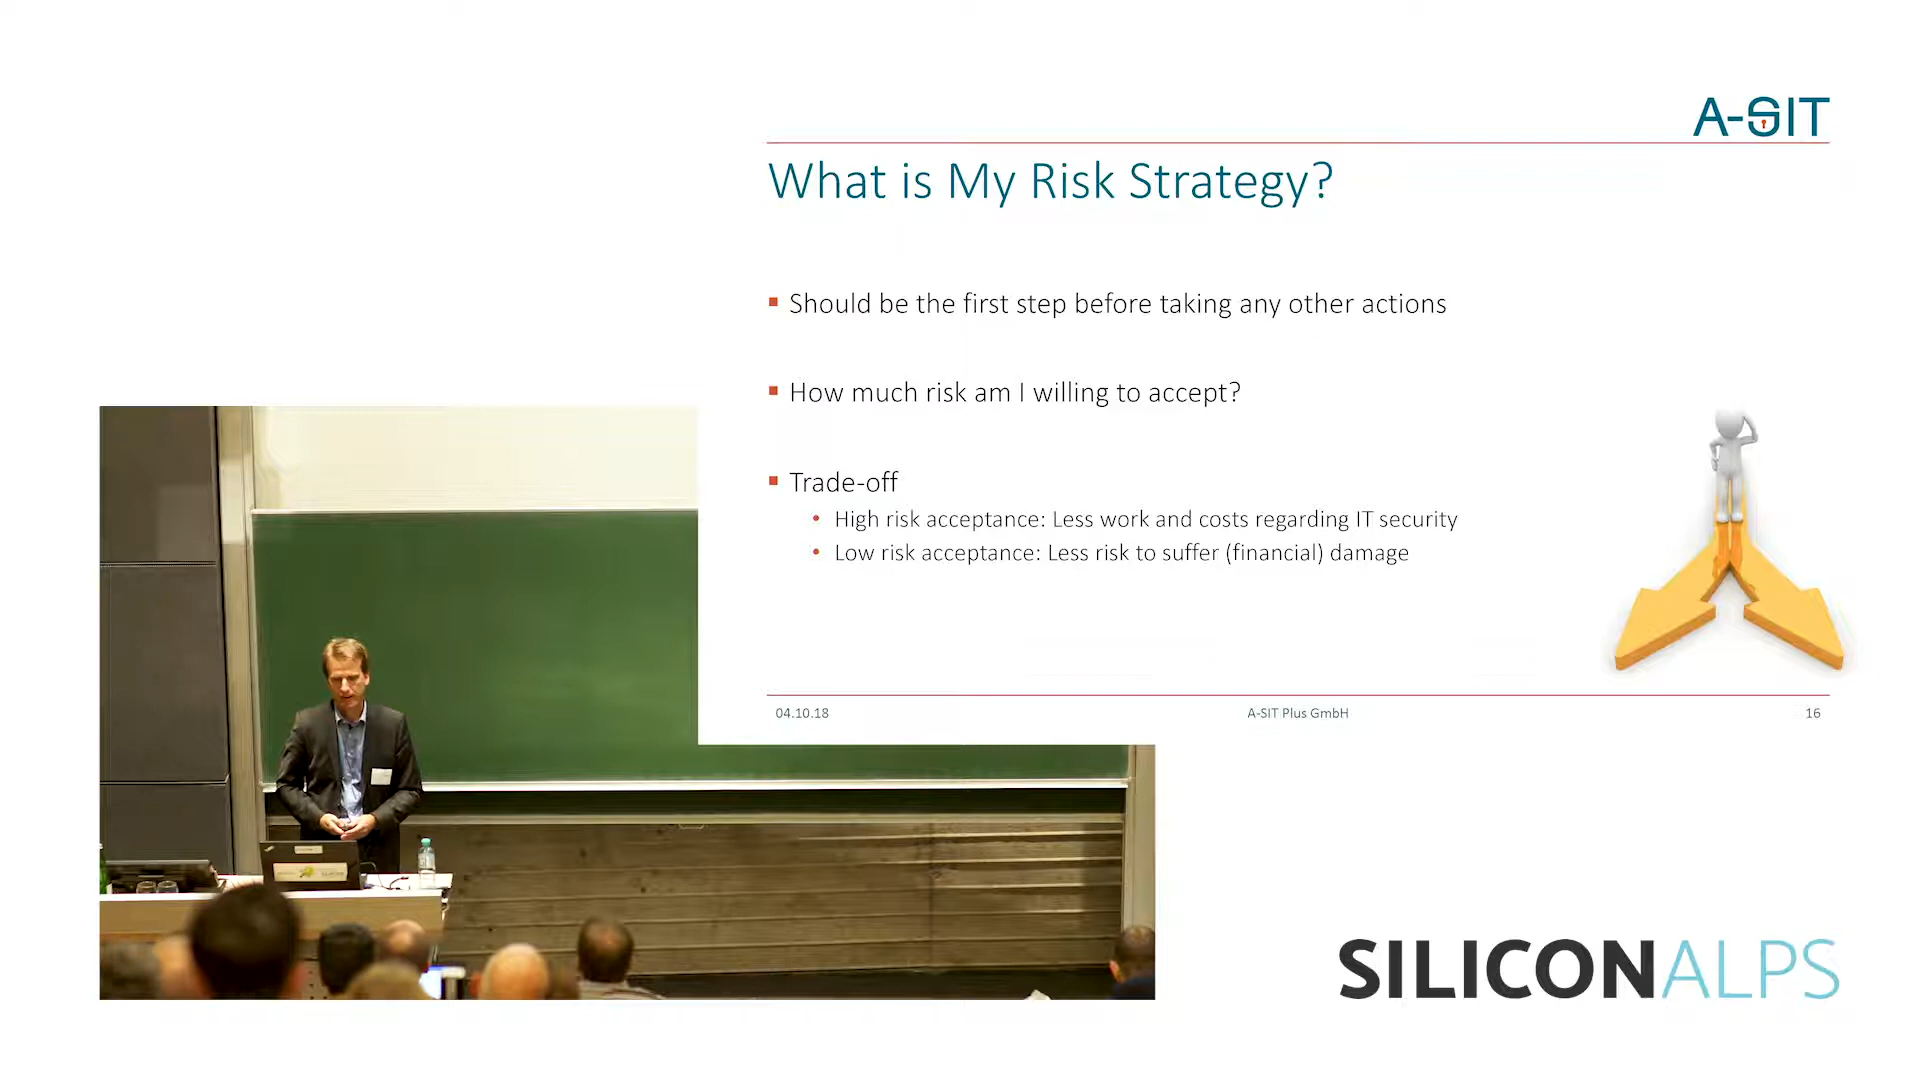 A-SIT
What is My Risk Strategy?
▪ Should be the first step before taking any other actions
▪ How much risk am I willing to accept?
▪ Trade-off
• High risk acceptance: Less work and costs regarding IT security
• Low risk acceptance: Less risk to suffer (financial) damage
04.10.18 A-SIT Plus GmbH 16
SILICONALPS